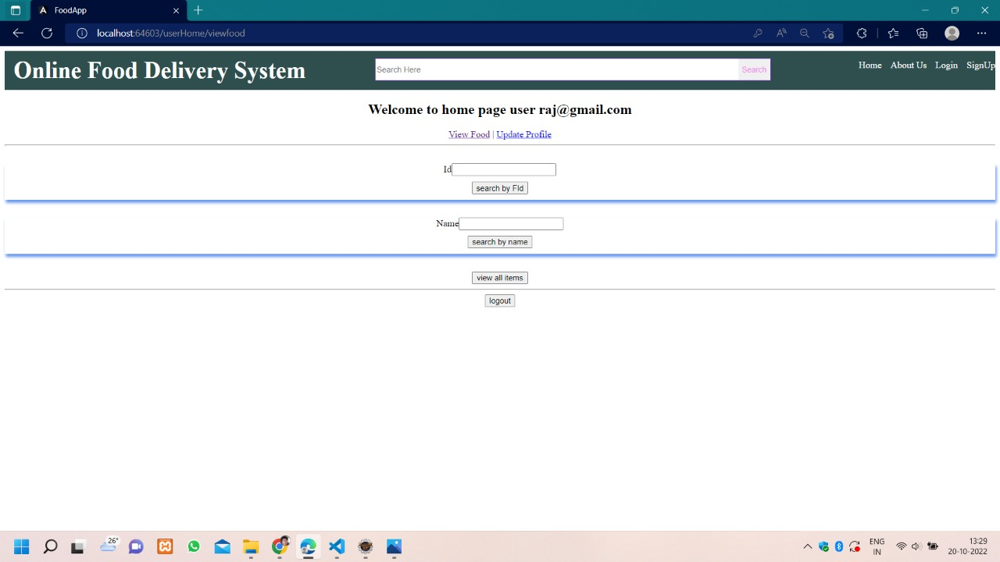 FoodApp
localhost:64603/userHome/viewfood
Online Food Delivery System
Search Here
Search
Home About Us Login SignUp
Welcome to home page user raj@gmail.com
View Food | Update Profile
Id
search by FId
Name
search by name
view all items
logout
26°
ENG
IN
13:29
20-10-2022